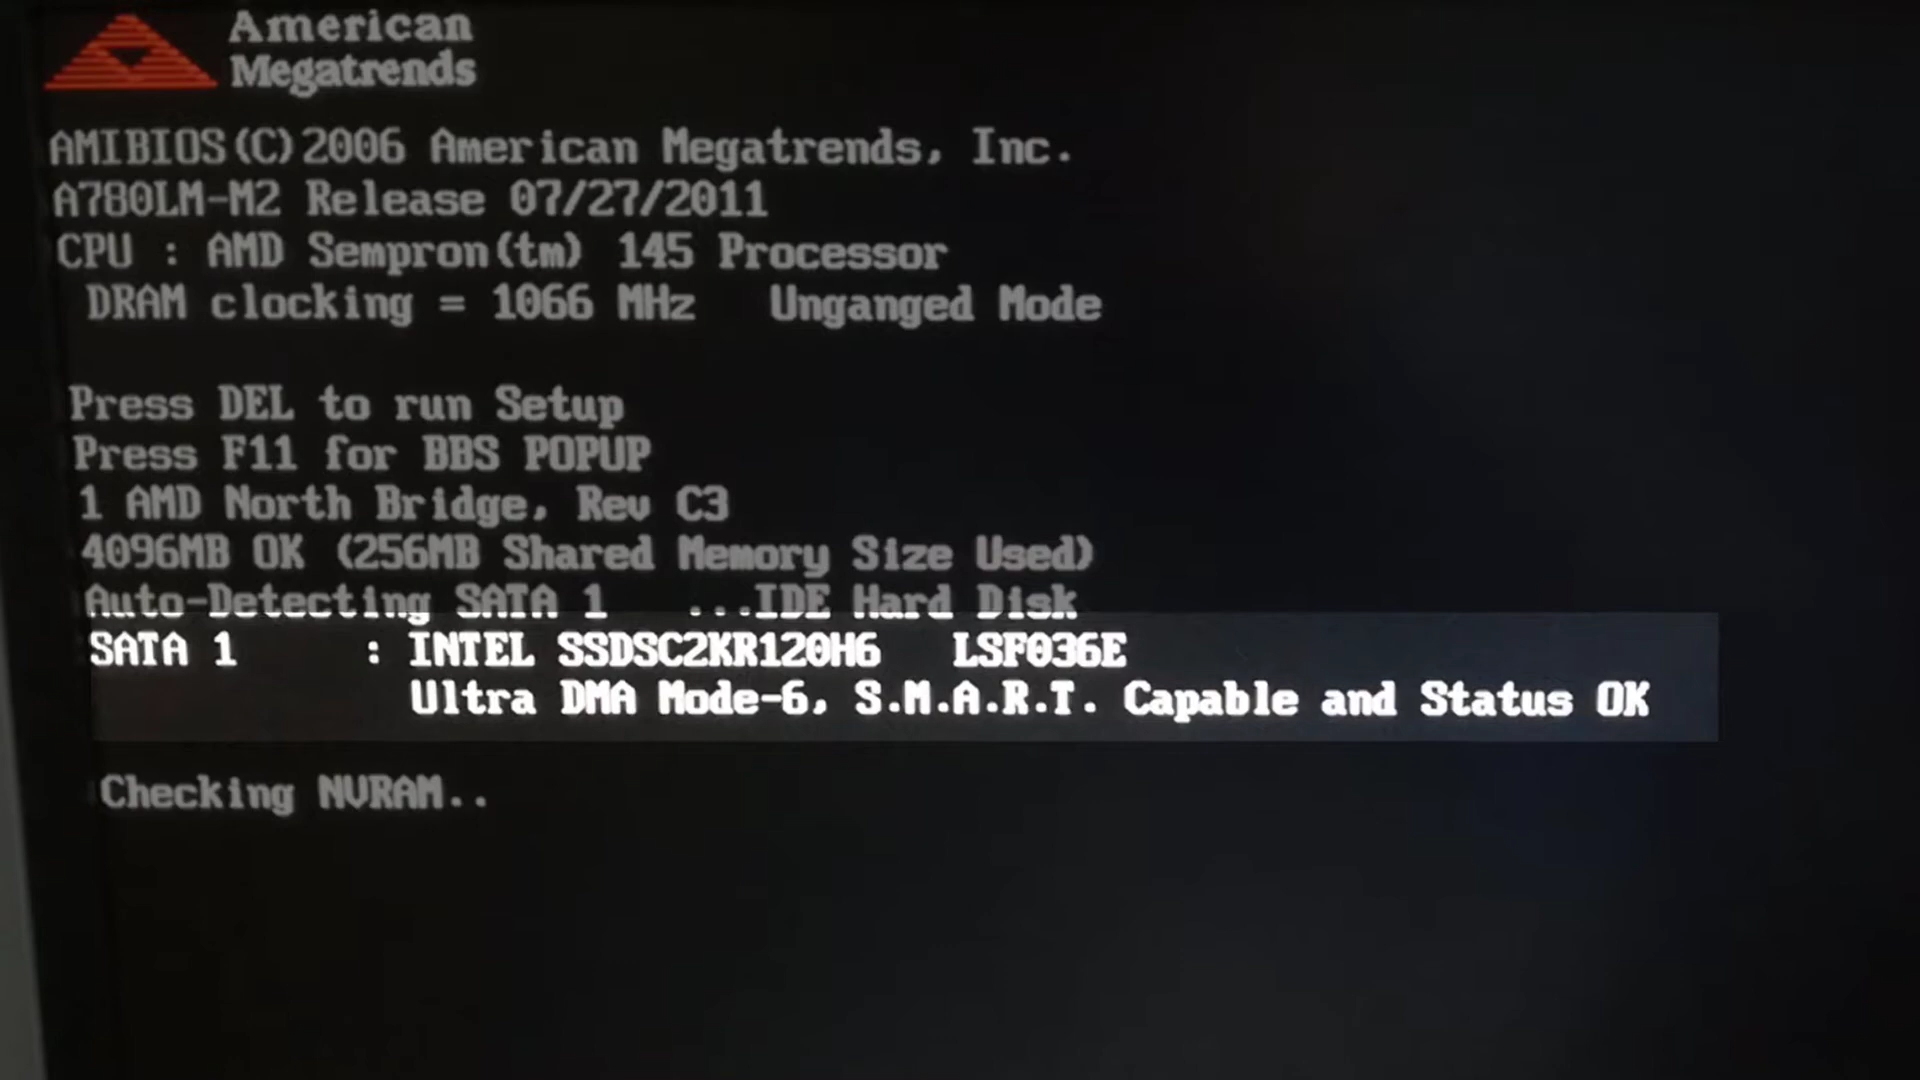 American
Megatrends
AMIBIOS(C)2006 American Megatrends, Inc.
A780LM-M2 Release 07/27/2011
CPU : AMD Sempron(tm) 145 Processor
DRAM clocking = 1066 MHz   Unganged Mode
Press DEL to run Setup
Press F11 for BBS POPUP
1 AMD North Bridge, Rev C3
4096MB OK (256MB Shared Memory Size Used)
Auto-Detecting SATA 1   ...IDE Hard Disk
SATA 1     : INTEL SSDSC2KR120H6   LSF036E
Ultra DMA Mode-6, S.M.A.R.T. Capable and Status OK
Checking NVRAM..